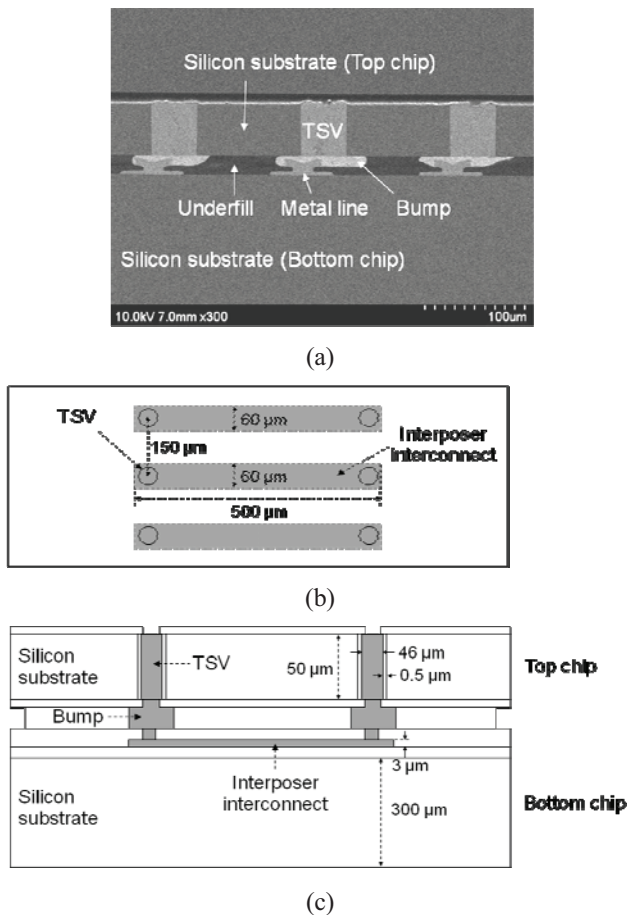 Silicon substrate (Top chip)
TSV
Underfill Metal line Bump
Silicon substrate (Bottom chip)
10.0kV 7.0mm x300 100um
(a)
TSV
60 µm
150 µm
Interposer
interconnect
60 µm
500 µm
(b)
Silicon
substrate
TSV
50 µm
46 µm
0.5 µm
Top chip
Bump
3 µm
Interposer
interconnect
Silicon
substrate
300 µm
Bottom chip
(c)